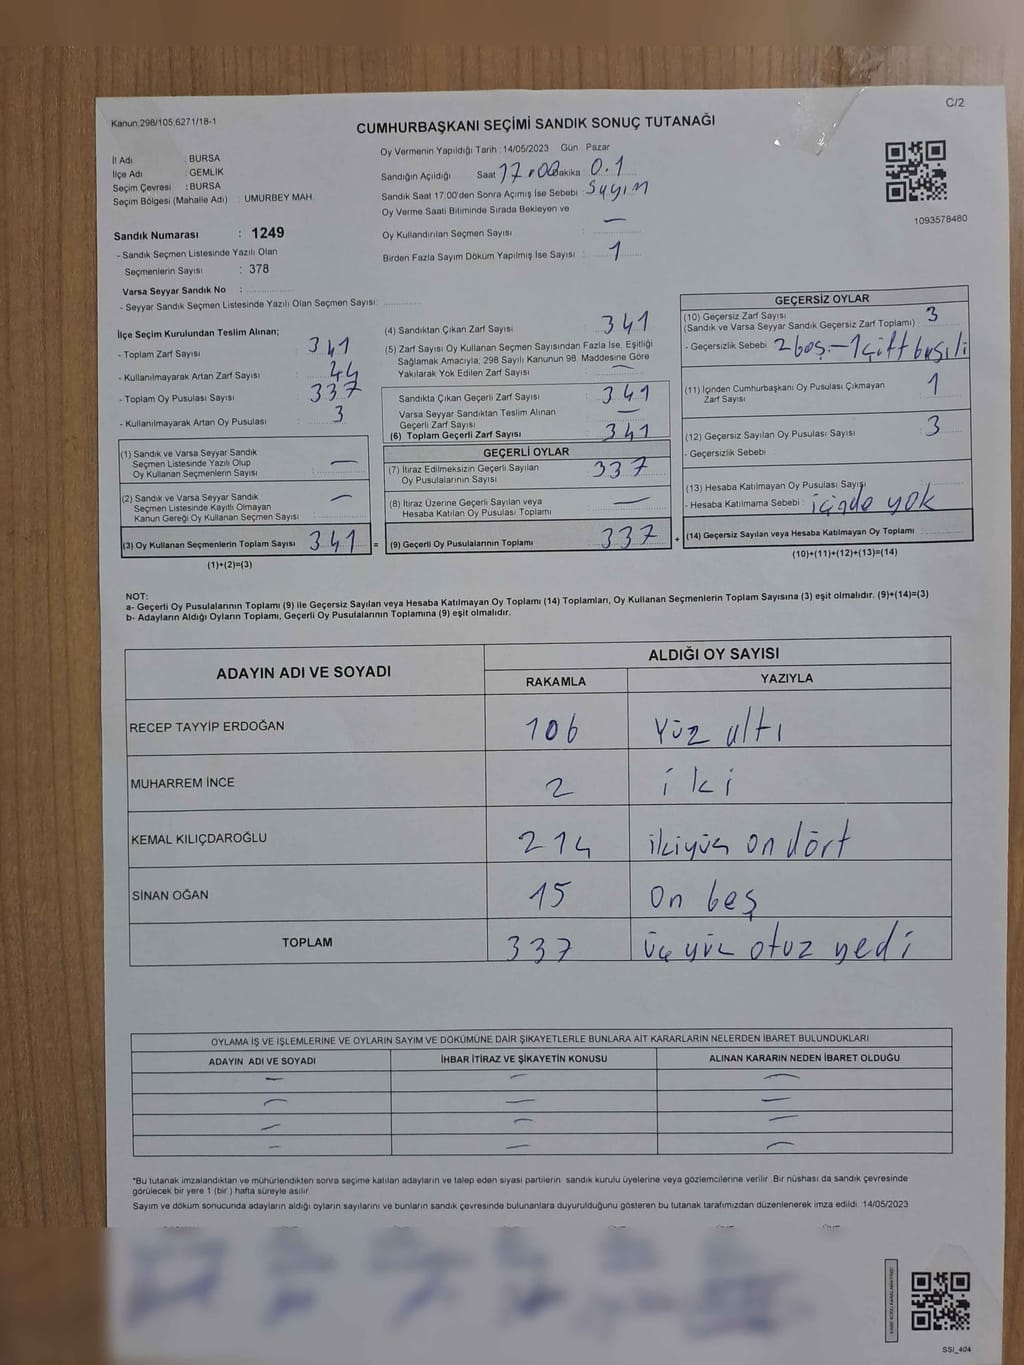 C/2
Kanun:298/105,6271/18-1
CUMHURBAŞKANI SEÇİMİ SANDIK SONUÇ TUTANAĞI
İl Adı : BURSA
İlçe Adı : GEMLIK
Seçim Çevresi : BURSA
Seçim Bölgesi (Mahalle Adı) : UMURBEY MAH
Sandık Numarası : 1249
- Sandık Seçmen Listesinde Yazılı Olan
Seçmenlerin Sayısı : 378
Varsa Seyyar Sandık No :
- Seyyar Sandık Seçmen Listesinde Yazılı Olan Seçmen Sayısı:
Oy Vermenin Yapıldığı Tarih : 14/05/2023 Gün : Pazar
Sandığın Açıldığı Saat 17.00 Dakika 0.1
Sandık Saat 17:00'den Sonra Açımış İse Sebebi : Sayım
Oy Verme Saati Bitiminde Sırada Bekleyen ve
Oy Kullandırılan Seçmen Sayısı : —
Birden Fazla Sayım Döküm Yapılmış İse Sayısı : 1
1093578480
İlçe Seçim Kurulundan Teslim Alınan;
- Toplam Zarf Sayısı : 341
- Kullanılmayarak Artan Zarf Sayısı : 44
- Toplam Oy Pusulası Sayısı : 337
- Kullanılmayarak Artan Oy Pusulası : 3
(1) Sandık ve Varsa Seyyar Sandık
Seçmen Listesinde Yazılı Olup
Oy Kullanan Seçmenlerin Sayısı : —
(2) Sandık ve Varsa Seyyar Sandık
Seçmen Listesinde Kayıtlı Olmayan
Kanun Gereği Oy Kullanan Seçmen Sayısı : —
(3) Oy Kullanan Seçmenlerin Toplam Sayısı 341 =
(1)+(2)=(3)
(4) Sandıktan Çıkan Zarf Sayısı : 341
(5) Zarf Sayısı Oy Kullanan Seçmen Sayısından Fazla İse, Eşitliği
Sağlamak Amacıyla, 298 Sayılı Kanunun 98. Maddesine Göre
Yakılarak Yok Edilen Zarf Sayısı : —
Sandıkta Çıkan Geçerli Zarf Sayısı : 341
Varsa Seyyar Sandıktan Teslim Alınan
Geçerli Zarf Sayısı : —
(6) Toplam Geçerli Zarf Sayısı : 341
GEÇERLİ OYLAR
(7) İtiraz Edilmeksizin Geçerli Sayılan
Oy Pusulalarının Sayısı : 337
(8) İtiraz Üzerine Geçerli Sayılan veya
Hesaba Katılan Oy Pusulası Toplamı : —
(9) Geçerli Oy Pusulalarının Toplamı : 337 +
GEÇERSİZ OYLAR
(10) Geçersiz Zarf Sayısı
(Sandık ve Varsa Seyyar Sandık Geçersiz Zarf Toplamı) : 3
- Geçersizlik Sebebi : 2 boş - 1 çift basılı
(11) İçinden Cumhurbaşkanı Oy Pusulası Çıkmayan
Zarf Sayısı : 1
(12) Geçersiz Sayılan Oy Pusulası Sayısı : 3
- Geçersizlik Sebebi :
(13) Hesaba Katılmayan Oy Pusulası Sayısı
- Hesaba Katılmama Sebebi : içinde yok
(14) Geçersiz Sayılan veya Hesaba Katılmayan Oy Toplamı :
(10)+(11)+(12)+(13)=(14)
NOT:
a- Geçerli Oy Pusulalarının Toplamı (9) ile Geçersiz Sayılan veya Hesaba Katılmayan Oy Toplamı (14) Toplamları, Oy Kullanan Seçmenlerin Toplam Sayısına (3) eşit olmalıdır. (9)+(14)=(3)
b- Adayların Aldığı Oyların Toplamı, Geçerli Oy Pusulalarının Toplamına (9) eşit olmalıdır.
ADAYIN ADI VE SOYADI ALDIĞI OY SAYISI
RAKAMLA YAZIYLA
RECEP TAYYİP ERDOĞAN 106 Yüz altı
MUHARREM İNCE 2 iki
KEMAL KILIÇDAROĞLU 214 ikiyüz on dört
SİNAN OĞAN 15 On beş
TOPLAM 337 üç yüz otuz yedi
OYLAMA İŞ VE İŞLEMLERİNE VE OYLARIN SAYIM VE DÖKÜMÜNE DAİR ŞİKAYETLERLE BUNLARA AİT KARARLARIN NELERDEN İBARET BULUNDUKLARI
ADAYIN ADI VE SOYADI İHBAR İTİRAZ VE ŞİKAYETİN KONUSU ALINAN KARARIN NEDEN İBARET OLDUĞU
— — —
— — —
— — —
— — —
*Bu tutanak imzalandıktan ve mühürlendikten sonra seçime katılan adayların ve talep eden siyasi partilerin sandık kurulu üyelerine veya gözlemcilerine verilir. Bir nüshası da sandık çevresinde
görülecek bir yere 1 (bir ) hafta süreyle asılır
Sayım ve döküm sonucunda adayların aldığı oyların sayılarını ve bunların sandık çevresinde bulunanlara duyurulduğunu gösteren bu tutanak tarafımızdan düzenlenerek imza edildi. 14/05/2023
SSI_404